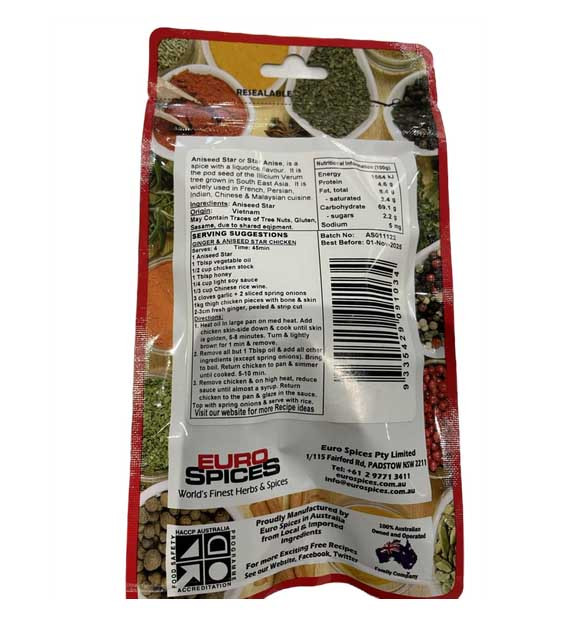 RESEALABLE
Aniseed Star or Star Anise, is a
spice with a liquorice flavour. It is
the pod seed of the Illicium Verum
tree grown in South East Asia. It is
widely used in French, Persian,
Indian, Chinese & Malaysian cuisine.
Ingredients: Aniseed Star
Origin: Vietnam
May Contain Traces of Tree Nuts, Gluten,
Sesame, due to shared eqipment.
Nutritional Information (100g)
Energy 1664 KJ
Protein
Fat, total
- saturated
Carbohydrate 69.1 g
- sugars 2.2 g
Sodium 5 mg
Batch No: ASG11122
Best Before: 01-Nov-2025
SERVING SUGGESTIONS
GINGER & ANISEED STAR CHICKEN
Serves: 4 Time: 45min
1 Aniseed Star
1 Tblsp vegetable oil
1/2 cup chicken stock
1 Tblsp honey
1/4 cup light soy sauce
1/3 cup Chinese rice wine.
3 cloves garlic + 2 sliced spring onions
1kg thigh chicken pieces with bone & skin
2-3cm fresh ginger, peeled & strip cut
Directions:
1. Heat oil in large pan on med heat. Add
chicken skin-side down & cook until skin
is golden, 5-8 minutes. Turn & lightly
brown for 1 min & remove.
2. Remove all but 1 Tblsp oil & add all other
ingredients (except spring onions). Bring
to boil. Return chicken to pan & simmer
until cooked. 5-10 min.
3. Remove chicken & on high heat, reduce
sauce until almost a syrup. Return
chicken to the pan & glaze in the sauce.
Top with spring onions & serve with rice.
Visit our website for more Recipe ideas
9 335429 091034
EURO
SPICES
World's Finest Herbs & Spices
Euro Spices Pty Limited
1/115 Fairford Rd, PADSTOW NSW 2211
Tel: +61 2 9771 3411
eurospices.com.au
Info@eurospices.com.au
HACCP AUSTRALIA
FOOD SAFETY
PROGRAMME
ACCREDITATION
Proudly Manufactured by
Euro Spices in Australia
from Local & Imported
Ingredients
For more Exciting Free Recipes
See our Website, Facebook, Twitter
100% Australian
Owned and Operated
Family Company